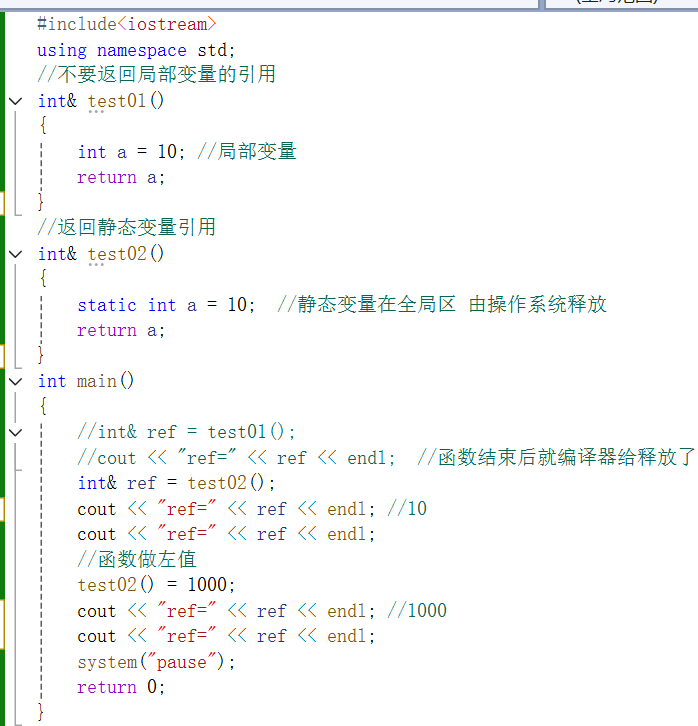 #include<iostream>
using namespace std;
//不要返回局部变量的引用
int& test01()
{
    int a = 10; //局部变量
    return a;
}
//返回静态变量引用
int& test02()
{
    static int a = 10;  //静态变量在全局区 由操作系统释放
    return a;
}
int main()
{
    //int& ref = test01();
    //cout << "ref=" << ref << endl;  //函数结束后就编译器给释放了
    int& ref = test02();
    cout << "ref=" << ref << endl; //10
    cout << "ref=" << ref << endl;
    //函数做左值
    test02() = 1000;
    cout << "ref=" << ref << endl; //1000
    cout << "ref=" << ref << endl;
    system("pause");
    return 0;
}